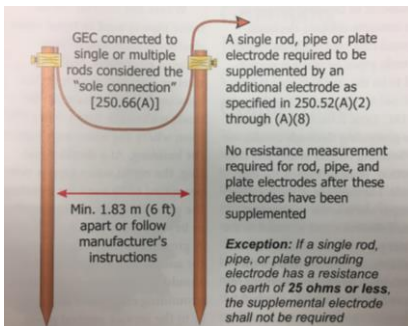 GEC connected to
single or multiple
rods considered the
"sole connection"
[250.66(A)]
Min. 1.83 m (6 ft)
apart or follow
manufacturer's
instructions
A single rod, pipe or plate
electrode required to be
supplemented by an
additional electrode as
specified in 250.52(A)(2)
through (A)(8)
No resistance measurement
required for rod, pipe, and
plate electrodes after these
electrodes have been
supplemented
Exception: If a single rod,
pipe, or plate grounding
electrode has a resistance
to earth of 25 ohms or less,
the supplemental electrode
shall not be required